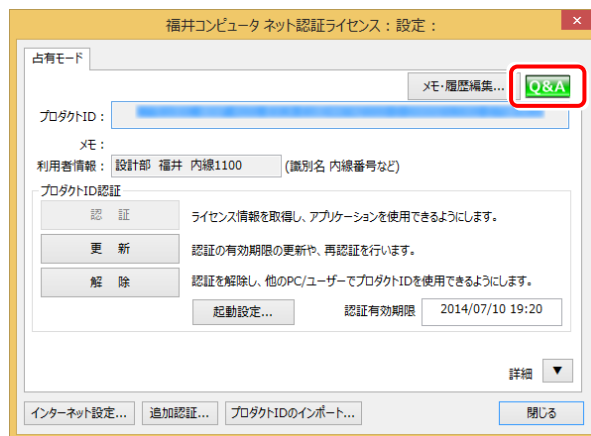 福井コンピュータ ネット認証ライセンス：設定：
占有モード
メモ・履歴編集...
Q&A
プロダクトID：
メモ：
利用者情報： 設計部 福井 内線1100 (識別名 内線番号など)
プロダクトID認証
認 証 ライセンス情報を取得し、アプリケーションを使用できるようにします。
更 新 認証の有効期限の更新や、再認証を行います。
解 除 認証を解除し、他のPC/ユーザーでプロダクトIDを使用できるようにします。
起動設定... 認証有効期限 2014/07/10 19:20
詳細 ▼
インターネット設定... 追加認証... プロダクトIDのインポート... 閉じる